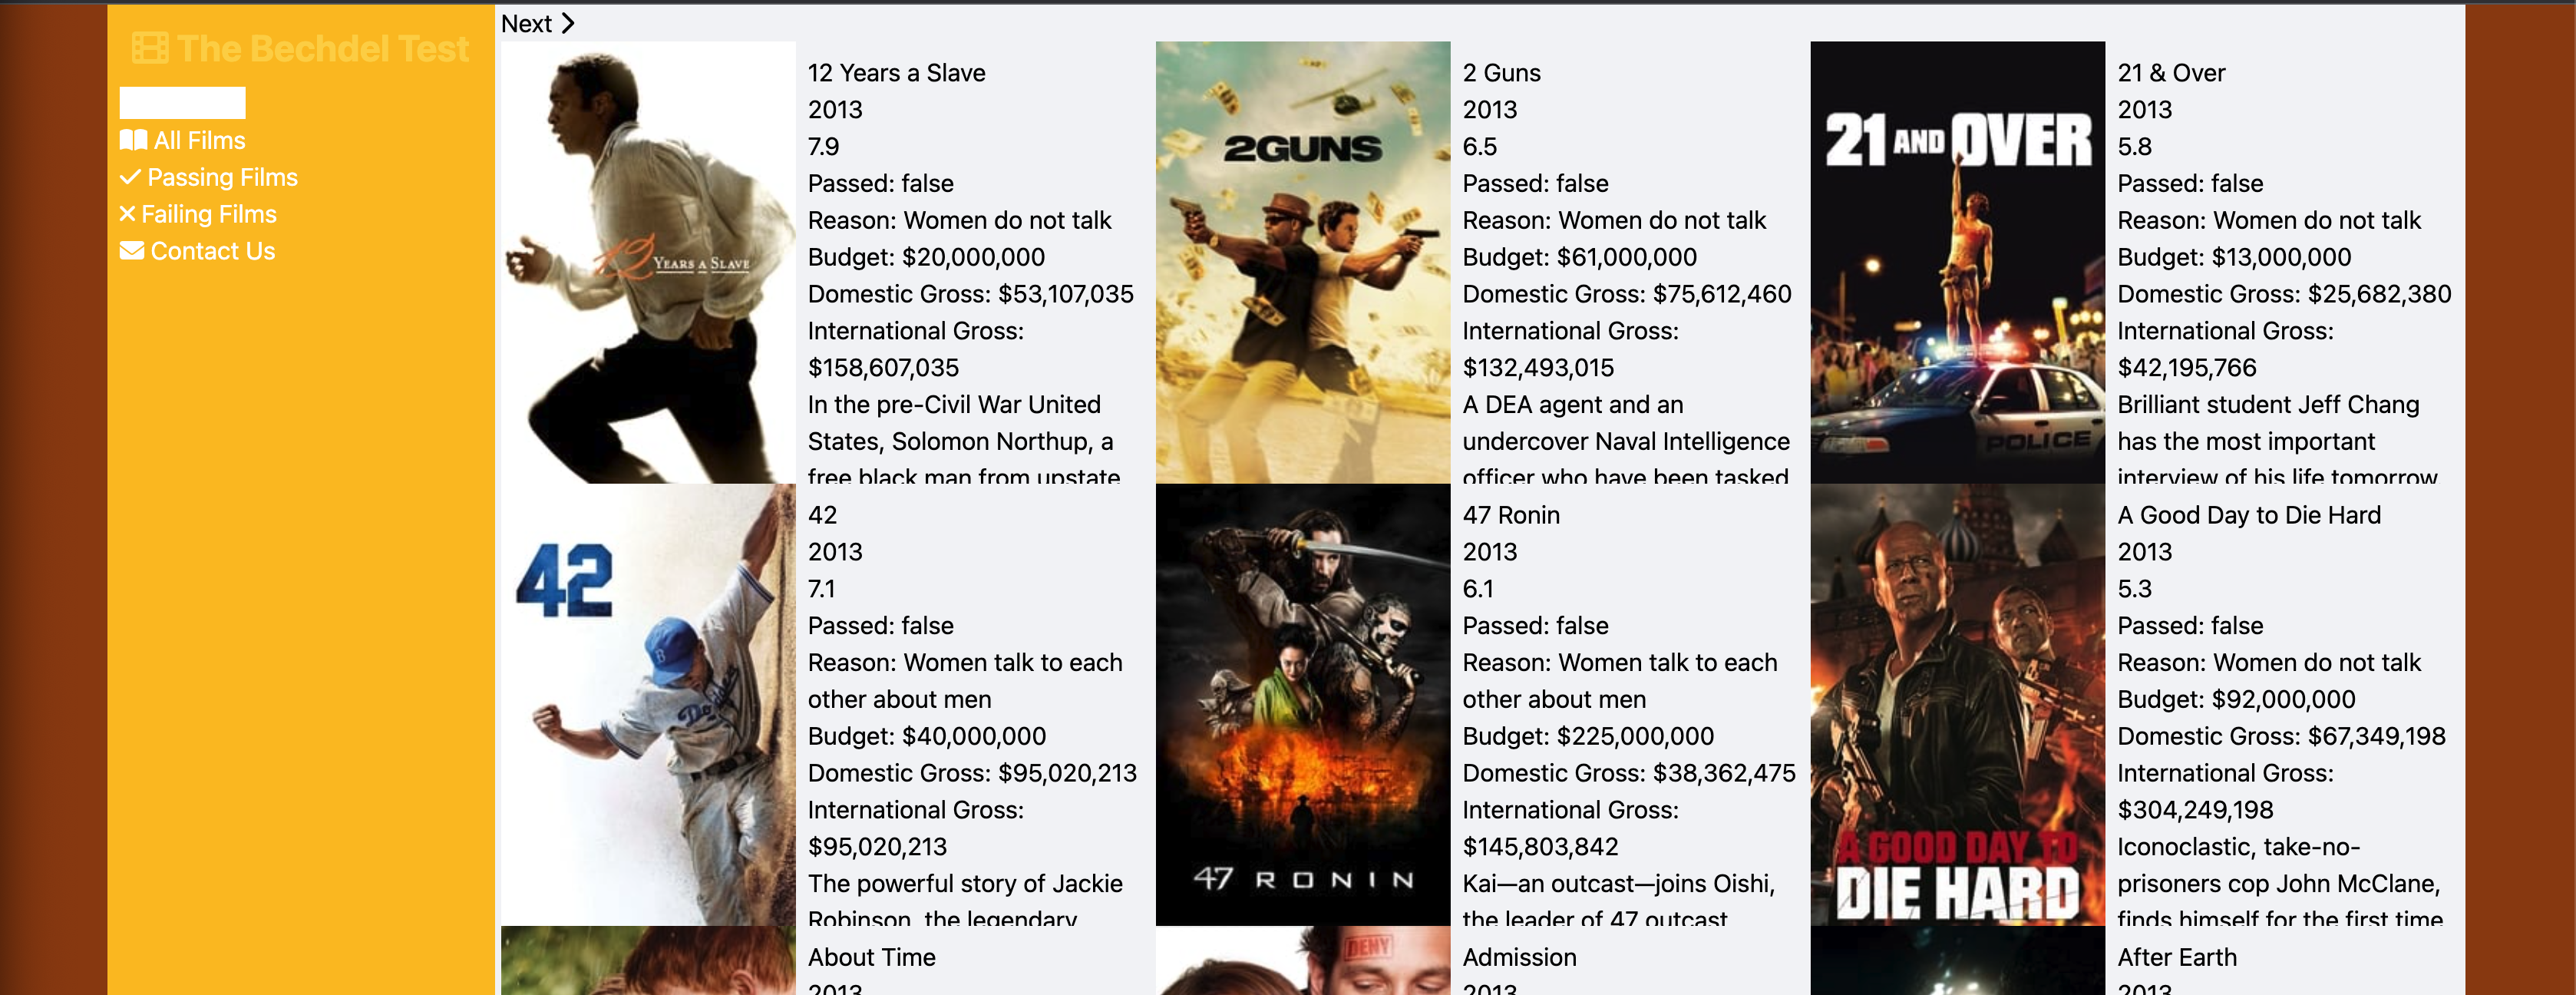 The Bechdel Test
All Films
Passing Films
Failing Films
Contact Us
Next
12 YEARS A SLAVE
12 Years a Slave
2013
7.9
Passed: false
Reason: Women do not talk
Budget: $20,000,000
Domestic Gross: $53,107,035
International Gross:
$158,607,035
In the pre-Civil War United
States, Solomon Northup, a
free black man from upstate
2GUNS
2 Guns
2013
6.5
Passed: false
Reason: Women do not talk
Budget: $61,000,000
Domestic Gross: $75,612,460
International Gross:
$132,493,015
A DEA agent and an
undercover Naval Intelligence
officer who have been tasked
21 AND OVER
POLICE
21 & Over
2013
5.8
Passed: false
Reason: Women do not talk
Budget: $13,000,000
Domestic Gross: $25,682,380
International Gross:
$42,195,766
Brilliant student Jeff Chang
has the most important
interview of his life tomorrow
42
B
Dodgers
42
2013
7.1
Passed: false
Reason: Women talk to each
other about men
Budget: $40,000,000
Domestic Gross: $95,020,213
International Gross:
$95,020,213
The powerful story of Jackie
Robinson, the legendary
47 RONIN
47 Ronin
2013
6.1
Passed: false
Reason: Women talk to each
other about men
Budget: $225,000,000
Domestic Gross: $38,362,475
International Gross:
$145,803,842
Kai—an outcast—joins Oishi,
the leader of 47 outcast
A GOOD DAY TO
DIE HARD
A Good Day to Die Hard
2013
5.3
Passed: false
Reason: Women do not talk
Budget: $92,000,000
Domestic Gross: $67,349,198
International Gross:
$304,249,198
Iconoclastic, take-no-
prisoners cop John McClane,
finds himself for the first time
About Time
2013
DENY
Admission
2013
After Earth
2013